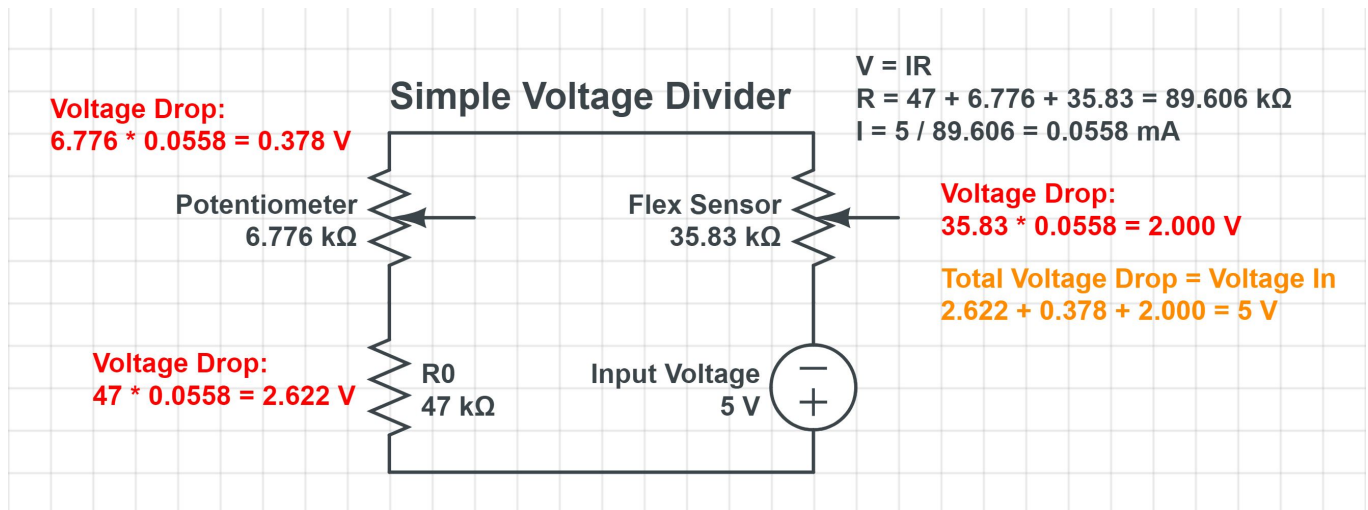 Simple Voltage Divider
V = IR
R = 47 + 6.776 + 35.83 = 89.606 kΩ
I = 5 / 89.606 = 0.0558 mA
Voltage Drop:
6.776 * 0.0558 = 0.378 V
Potentiometer
6.776 kΩ
Flex Sensor
35.83 kΩ
Voltage Drop:
35.83 * 0.0558 = 2.000 V
Total Voltage Drop = Voltage In
2.622 + 0.378 + 2.000 = 5 V
Voltage Drop:
47 * 0.0558 = 2.622 V
R0
47 kΩ
Input Voltage
5 V